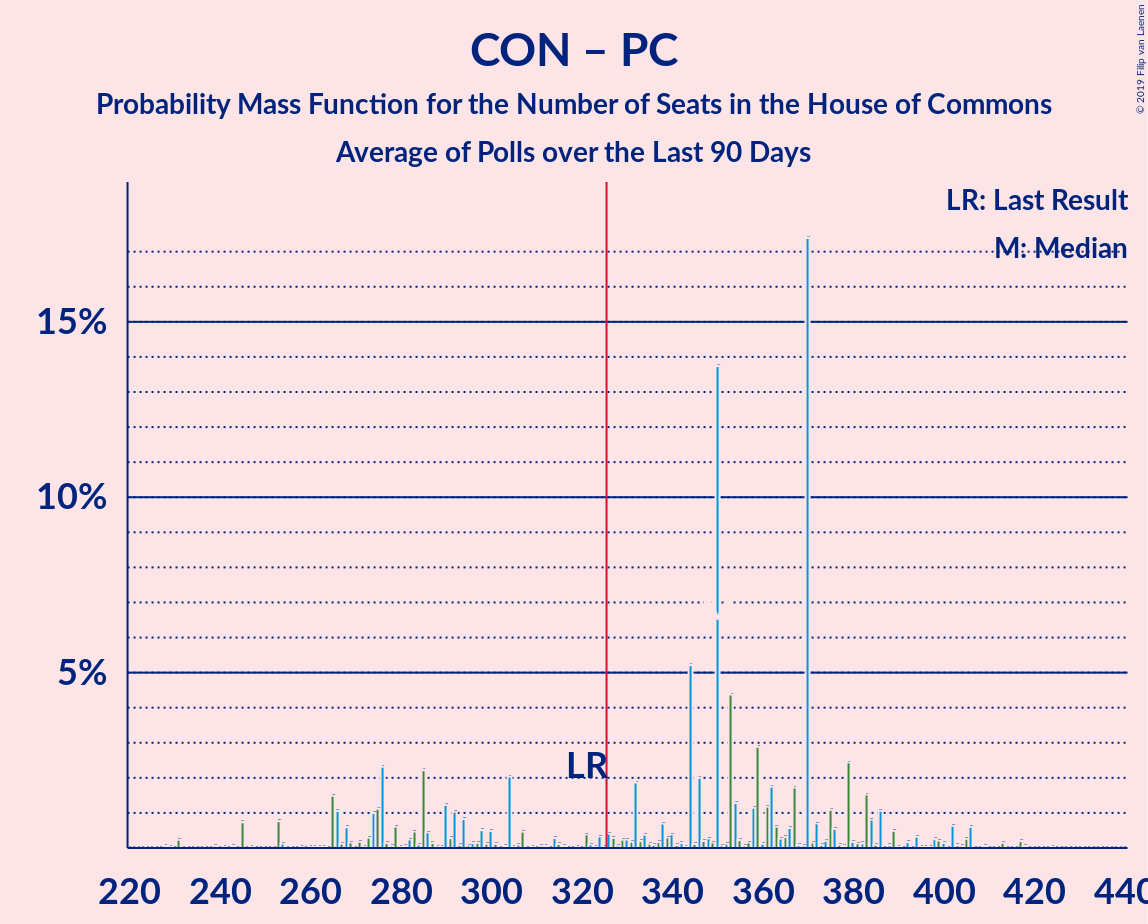 CON – PC
Probability Mass Function for the Number of Seats in the House of Commons
Average of Polls over the Last 90 Days
© 2019 Filip van Laenen
LR: Last Result
M: Median
15%
10%
5%
LR
220 240 260 280 300 320 340 360 380 400 420 440